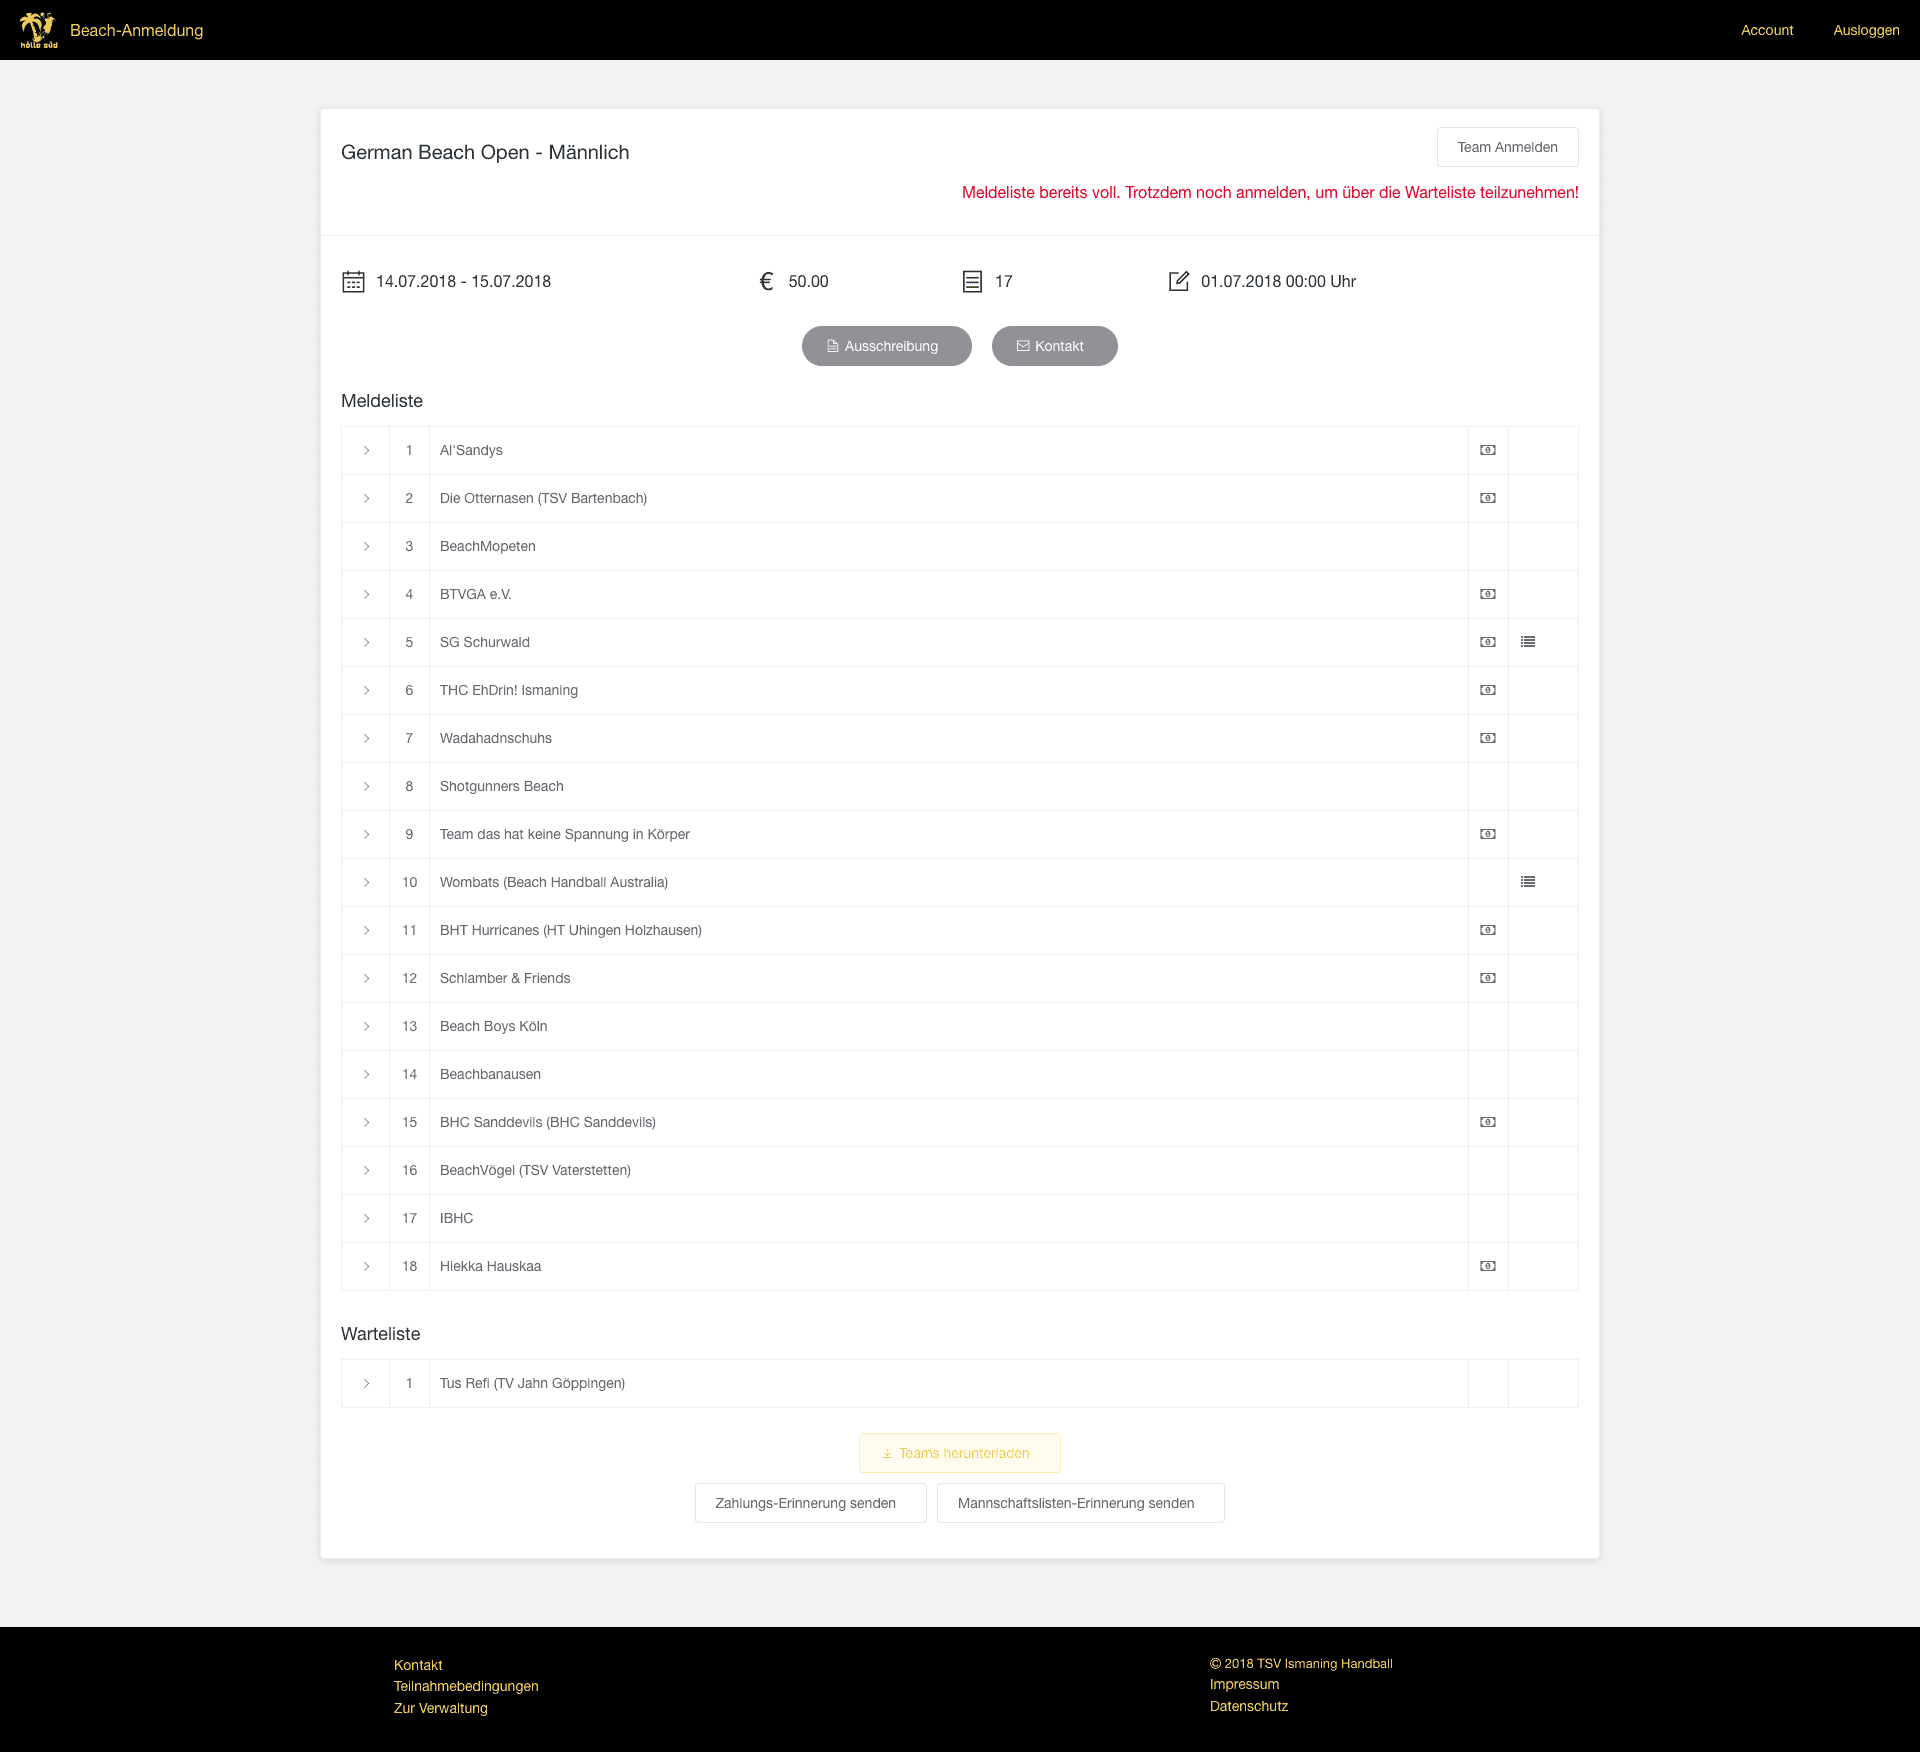 hölle süd
Beach-Anmeldung
Account
Ausloggen
German Beach Open - Männlich
Team Anmelden
Meldeliste bereits voll. Trotzdem noch anmelden, um über die Warteliste teilzunehmen!
14.07.2018 - 15.07.2018
€ 50.00
17
01.07.2018 00:00 Uhr
Ausschreibung
Kontakt
Meldeliste
1 Al'Sandys
2 Die Otternasen (TSV Bartenbach)
3 BeachMopeten
4 BTVGA e.V.
5 SG Schurwald
6 THC EhDrin! Ismaning
7 Wadahadnschuhs
8 Shotgunners Beach
9 Team das hat keine Spannung in Körper
10 Wombats (Beach Handball Australia)
11 BHT Hurricanes (HT Uhingen Holzhausen)
12 Schlamber & Friends
13 Beach Boys Köln
14 Beachbanausen
15 BHC Sanddevils (BHC Sanddevils)
16 BeachVögel (TSV Vaterstetten)
17 IBHC
18 Hiekka Hauskaa
Warteliste
1 Tus Refi (TV Jahn Göppingen)
Teams herunterladen
Zahlungs-Erinnerung senden
Mannschaftslisten-Erinnerung senden
Kontakt
Teilnahmebedingungen
Zur Verwaltung
© 2018 TSV Ismaning Handball
Impressum
Datenschutz